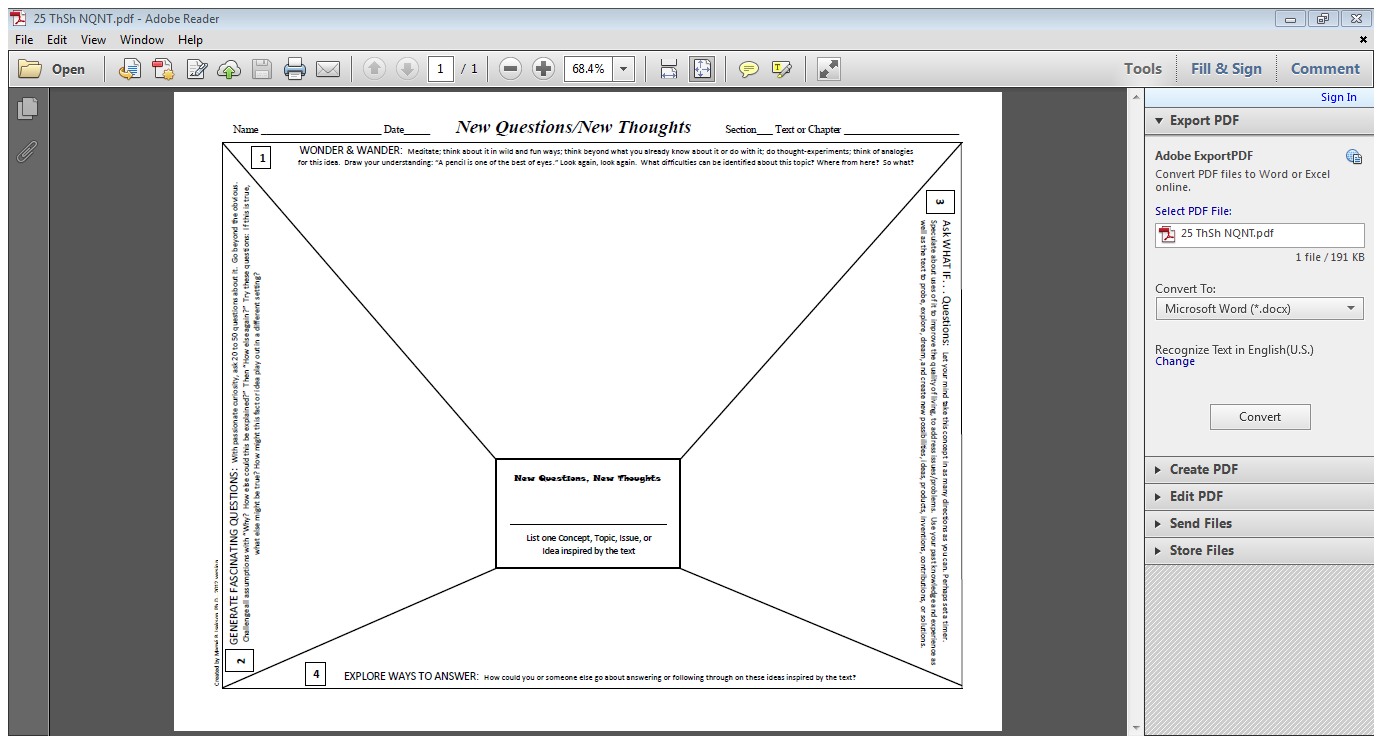 25 ThSh NQNT.pdf - Adobe Reader
File Edit View Window Help
Open 1 / 1 68.4% Tools Fill & Sign Comment
Sign In
Export PDF
Adobe ExportPDF
Convert PDF files to Word or Excel
online.
Select PDF File:
25 ThSh NQNT.pdf
1 file / 191 KB
Convert To:
Microsoft Word (*.docx)
Recognize Text in English(U.S.)
Change
Convert
Create PDF
Edit PDF
Send Files
Store Files
Name Date New Questions/New Thoughts Section Text or Chapter
1
WONDER & WANDER: Meditate; think about it in wild and fun ways; think beyond what you already know about it or do with it; do thought-experiments; think of analogies
for this idea. Draw your understanding: "A pencil is one of the best of eyes." Look again, look again. What difficulties can be identified about this topic? Where from here? So what?
2
GENERATE FASCINATING QUESTIONS: With passionate curiosity, ask 20 to 50 questions about it. Go beyond the obvious.
Challenge all assumptions with "Why? How else could this be explained?" Then "How else again?" Try these questions: If this is true,
what else might be true? How might this fact or idea play out in a different setting?
3
Ask WHAT IF . . . Questions: Let your mind take this concept in as many directions as you can. Perhaps set a timer.
Speculate about uses of it to improve the quality of living, to address issues/problems. Use your past knowledge and experience as
well as the text to probe, explore, dream, and create new possibilities, ideas, products, inventions, contributions, or solutions.
New Questions, New Thoughts
List one Concept, Topic, Issue, or
Idea inspired by the text
4
EXPLORE WAYS TO ANSWER: How could you or someone else go about answering or following through on these ideas inspired by the text?
Created by
2012 version